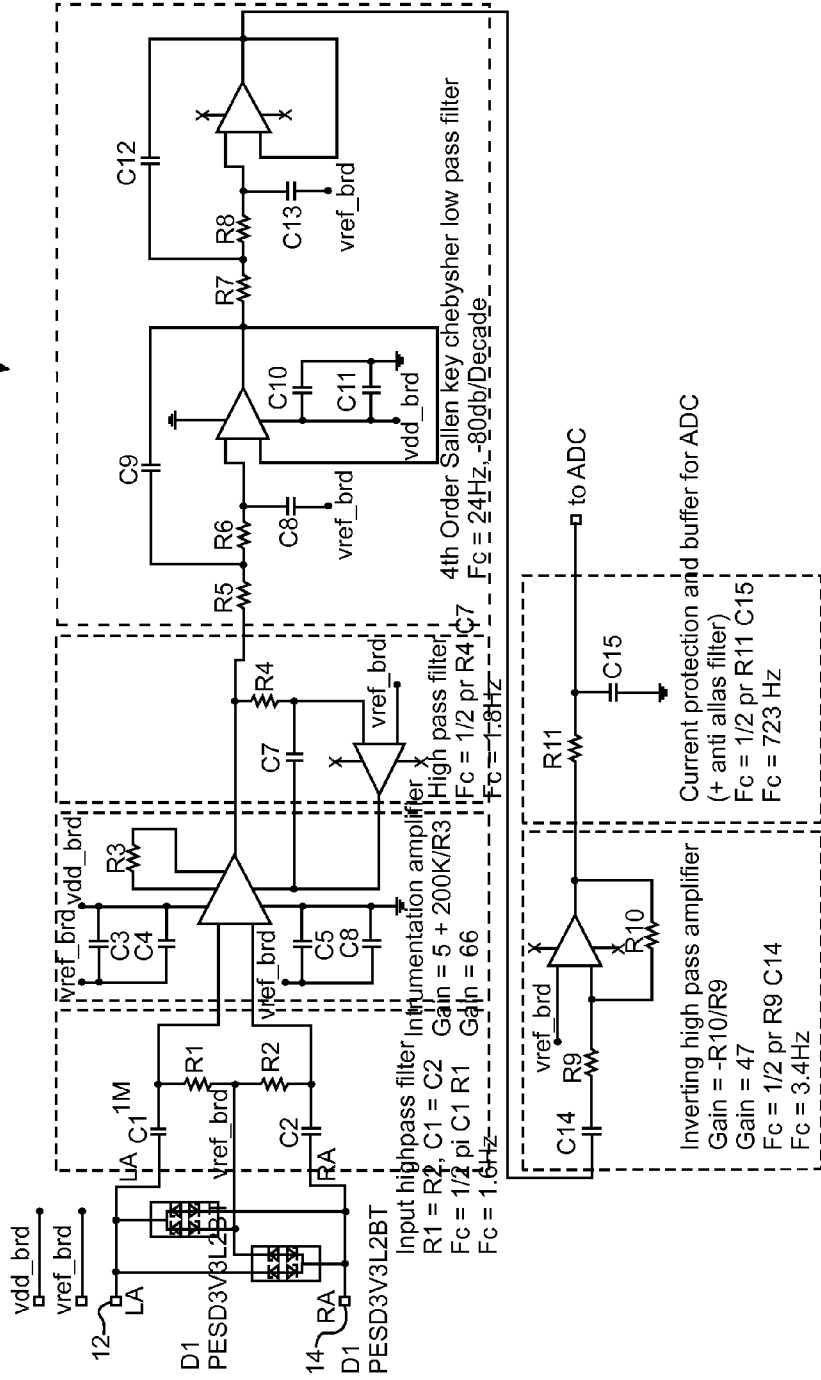 vdd_brd
vref_brd
12
LA
LA
C1
1M
D1
PESD3V3L2BT
vref_brd
R1
R2
C2
RA
RA
14
D1
PESD3V3L2BT
Input highpass filter
R1 = R2, C1 = C2
Fc = 1/2 pi C1 R1
Fc = 1.6Hz
vref_brd
vdd_brd
C3
C4
R3
vref_brd
C5
C8
Intrumentation amplifier
Gain = 5 + 200K/R3
Gain = 66
R4
C7
vref_brd
High pass filter
Fc = 1/2 pr R4 C7
Fc = 1.8Hz
C9
R5
R6
C8
vref_brd
C10
C11
vdd_brd
C12
R7
R8
C13
vref_brd
4th Order Sallen key chebysher low pass filter
Fc = 24Hz, -80db/Decade
C14
R9
vref_brd
R10
Inverting high pass amplifier
Gain = -R10/R9
Gain = 47
Fc = 1/2 pr R9 C14
Fc = 3.4Hz
R11
C15
to ADC
Current protection and buffer for ADC
(+ anti allas filter)
Fc = 1/2 pr R11 C15
Fc = 723 Hz